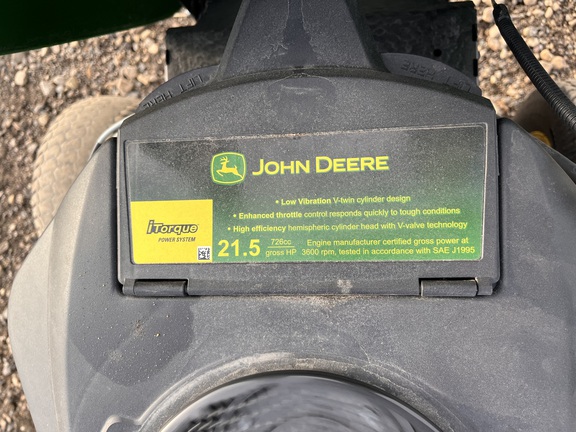 LIFT HERE
JOHN DEERE
• Low Vibration V-twin cylinder design
• Enhanced throttle control responds quickly to tough conditions
• High efficiency hemispheric cylinder head with V-valve technology
iTorque
POWER SYSTEM
21.5 726cc gross HP
Engine manufacturer certified gross power at
3600 rpm, tested in accordance with SAE J1995